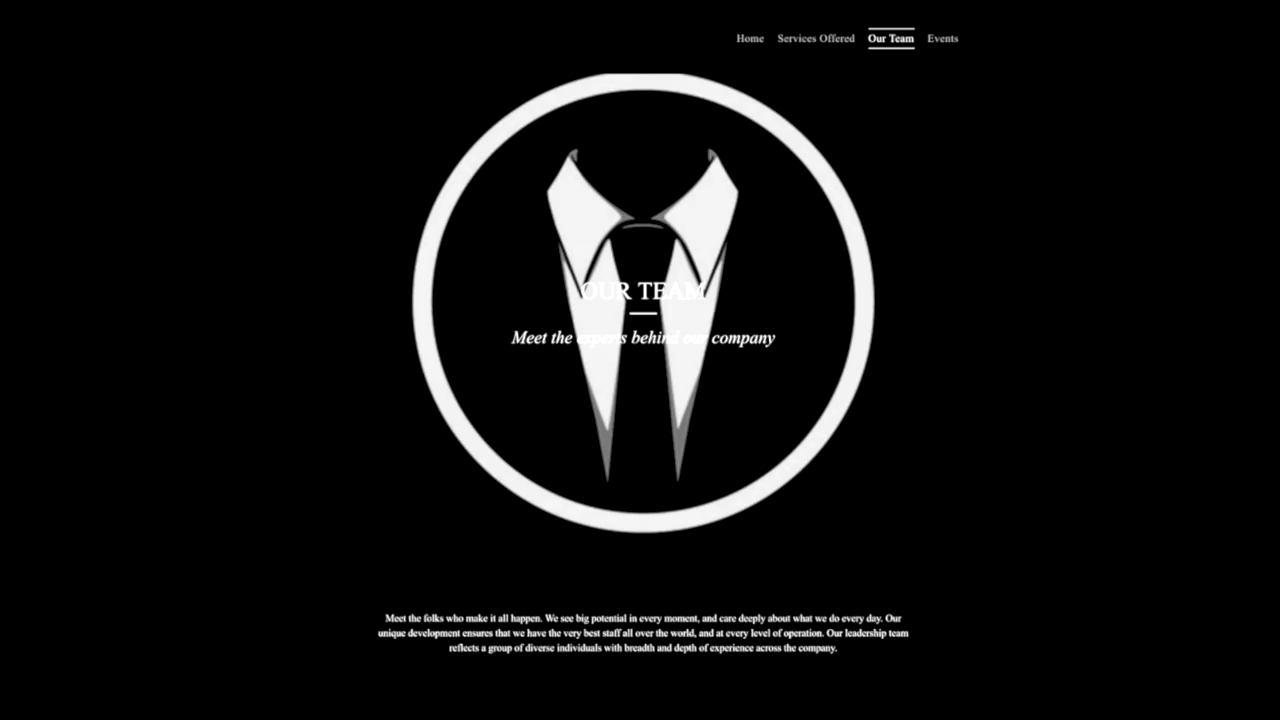 Home Services Offered Our Team Events
OUR TEAM
Meet the experts behind our company
Meet the folks who make it all happen. We see big potential in every moment, and care deeply about what we do every day. Our
unique development ensures that we have the very best staff all over the world, and at every level of operation. Our leadership team
reflects a group of diverse individuals with breadth and depth of experience across the company.